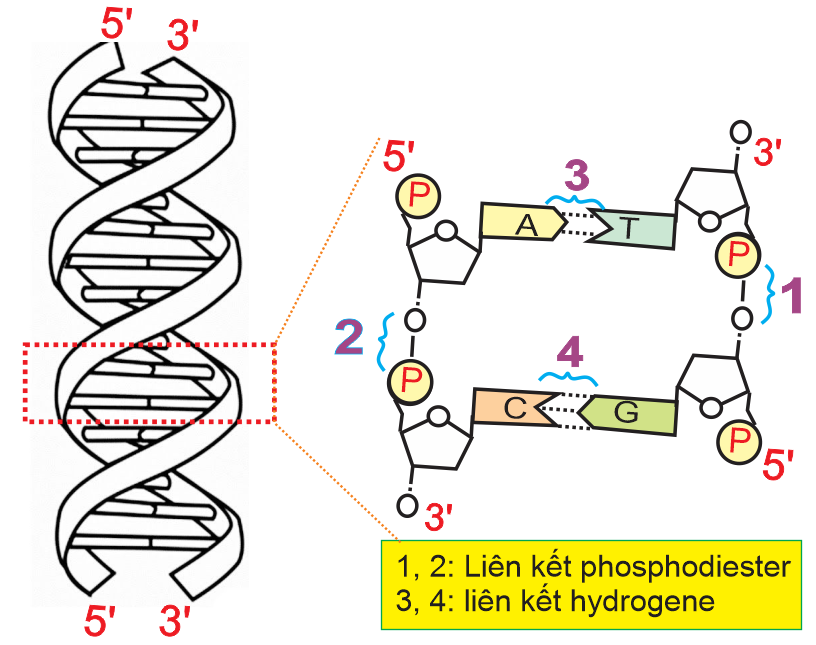 5' 3'
5' 3'
5'
P
A
3
T
3'
P
1
2
P
C
4
G
P
5'
3'
1, 2: Liên kết phosphodiester
3, 4: liên kết hydrogene